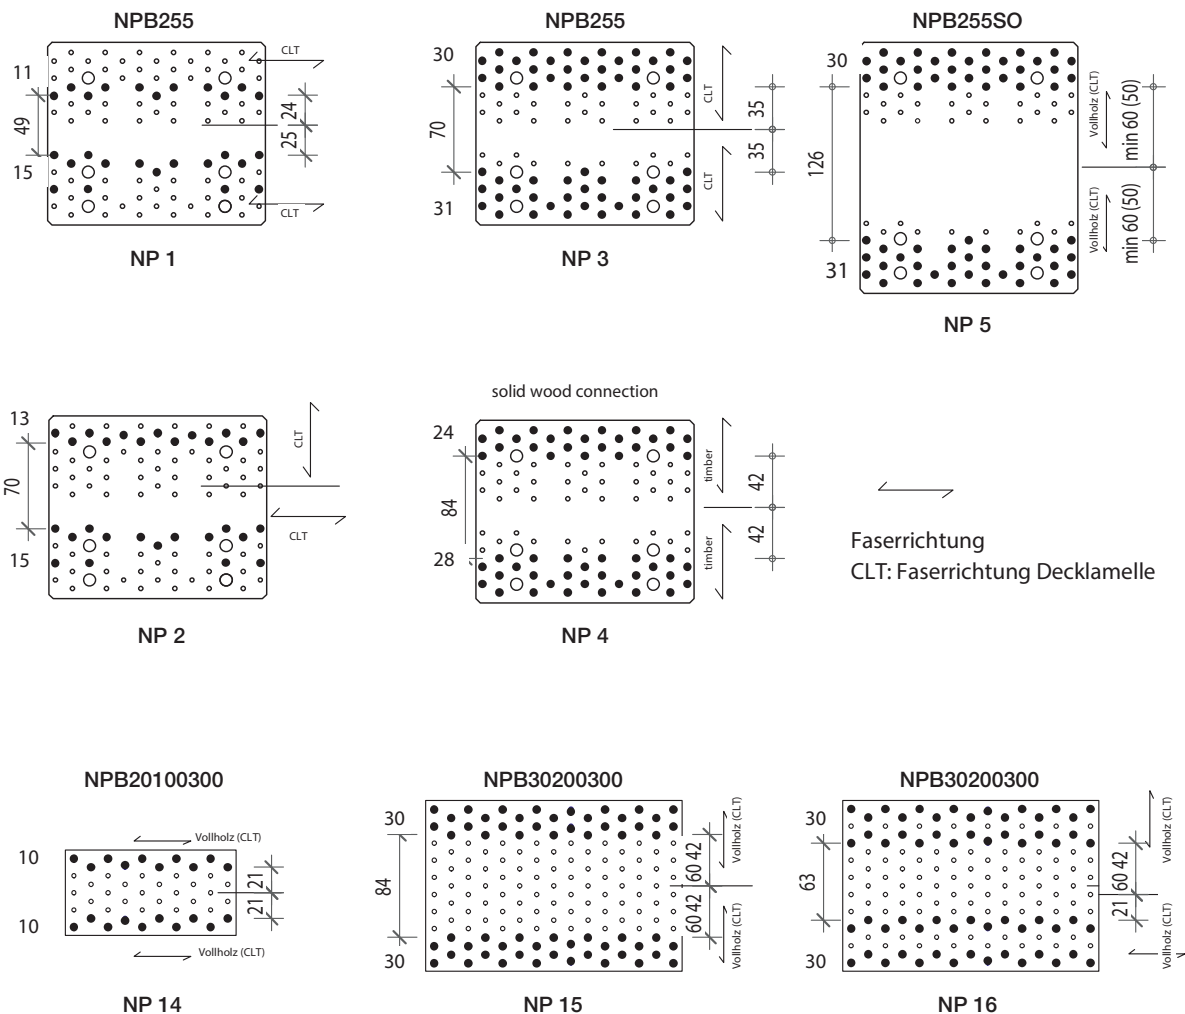 NPB255
11
49
15
24
25
CLT
CLT
NP 1
NPB255
30
70
31
35
35
CLT
CLT
NP 3
NPB255SO
30
126
31
Vollholz (CLT)
min 60 (50)
Vollholz (CLT)
min 60 (50)
NP 5
13
70
15
CLT
CLT
NP 2
solid wood connection
24
84
28
timber
timber
42
42
NP 4
Faserrichtung
CLT: Faserrichtung Decklamelle
NPB20100300
Vollholz (CLT)
10
10
21
21
Vollholz (CLT)
NP 14
NPB30200300
30
84
30
60 42
60 42
Vollholz (CLT)
Vollholz (CLT)
NP 15
NPB30200300
30
63
30
60 42
21
Vollholz (CLT)
Vollholz (CLT)
NP 16